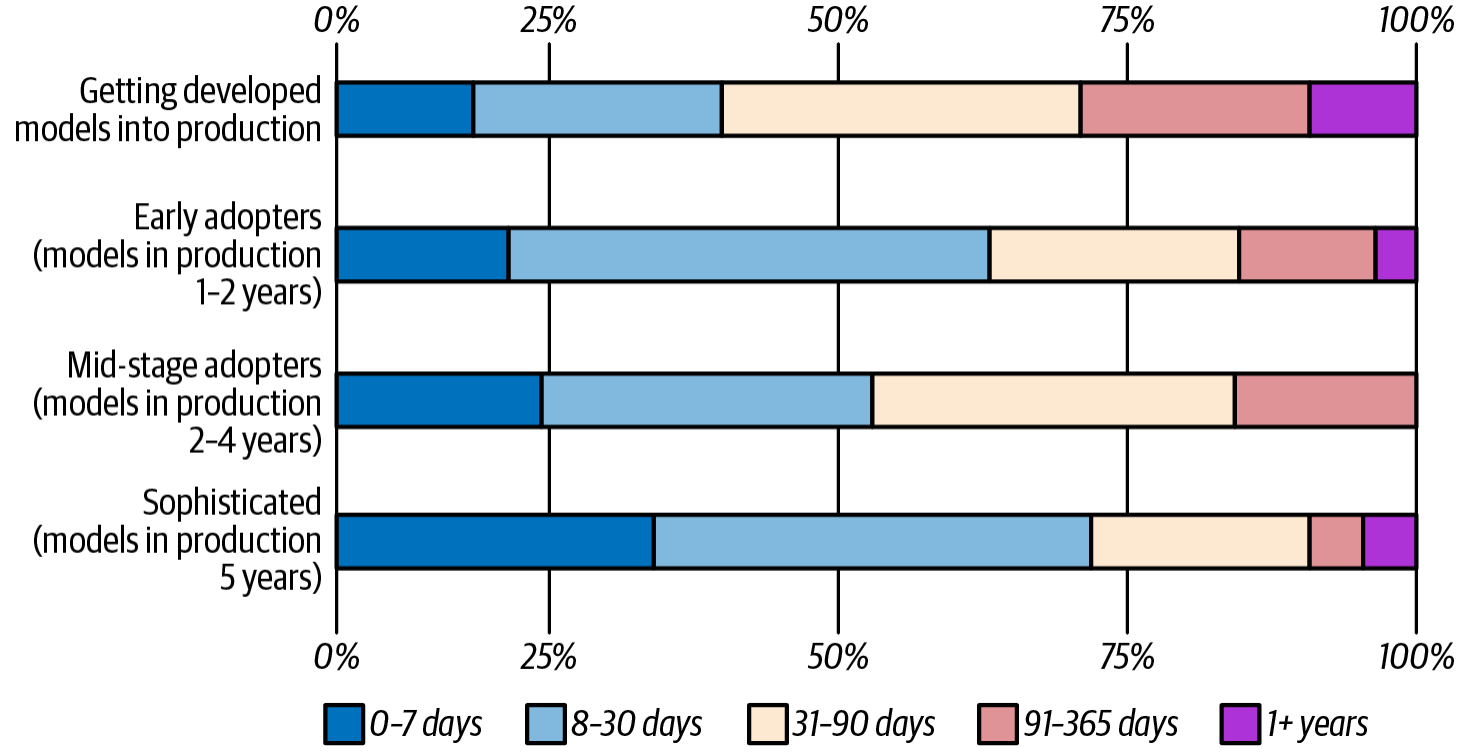 0% 25% 50% 75% 100%
Getting developed
models into production
Early adopters
(models in production
1–2 years)
Mid-stage adopters
(models in production
2–4 years)
Sophisticated
(models in production
5 years)
0% 25% 50% 75% 100%
0–7 days 8–30 days 31–90 days 91–365 days 1+ years